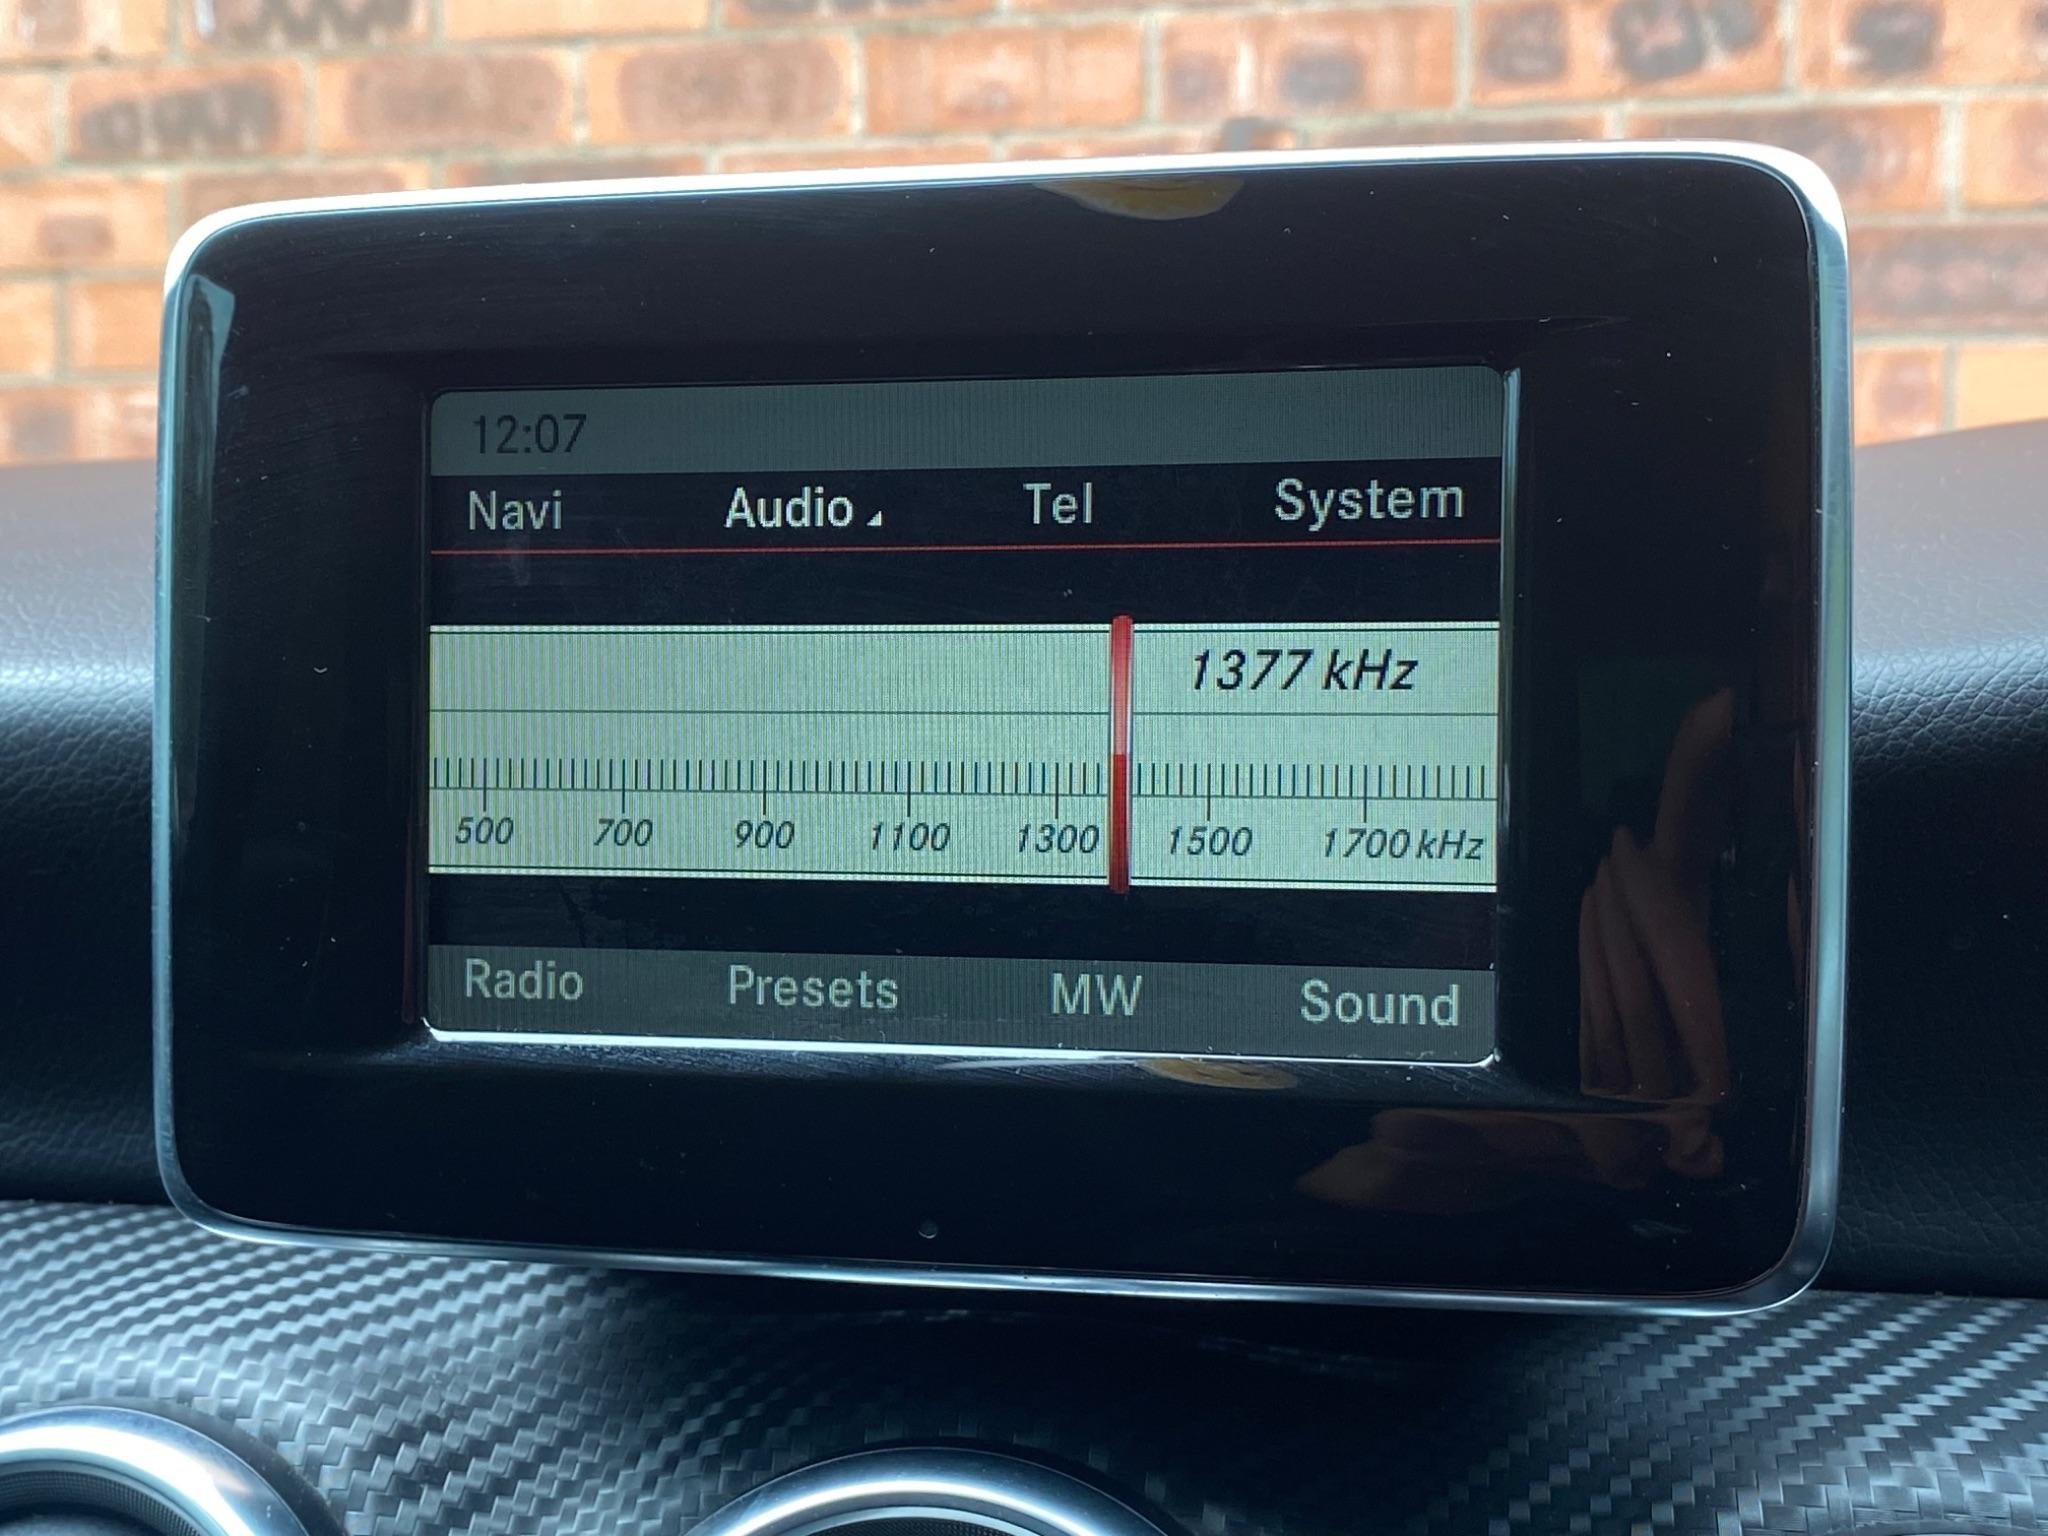 12:07
Navi Audio Tel System
1377 kHz
500 700 900 1100 1300 1500 1700 kHz
Radio Presets MW Sound